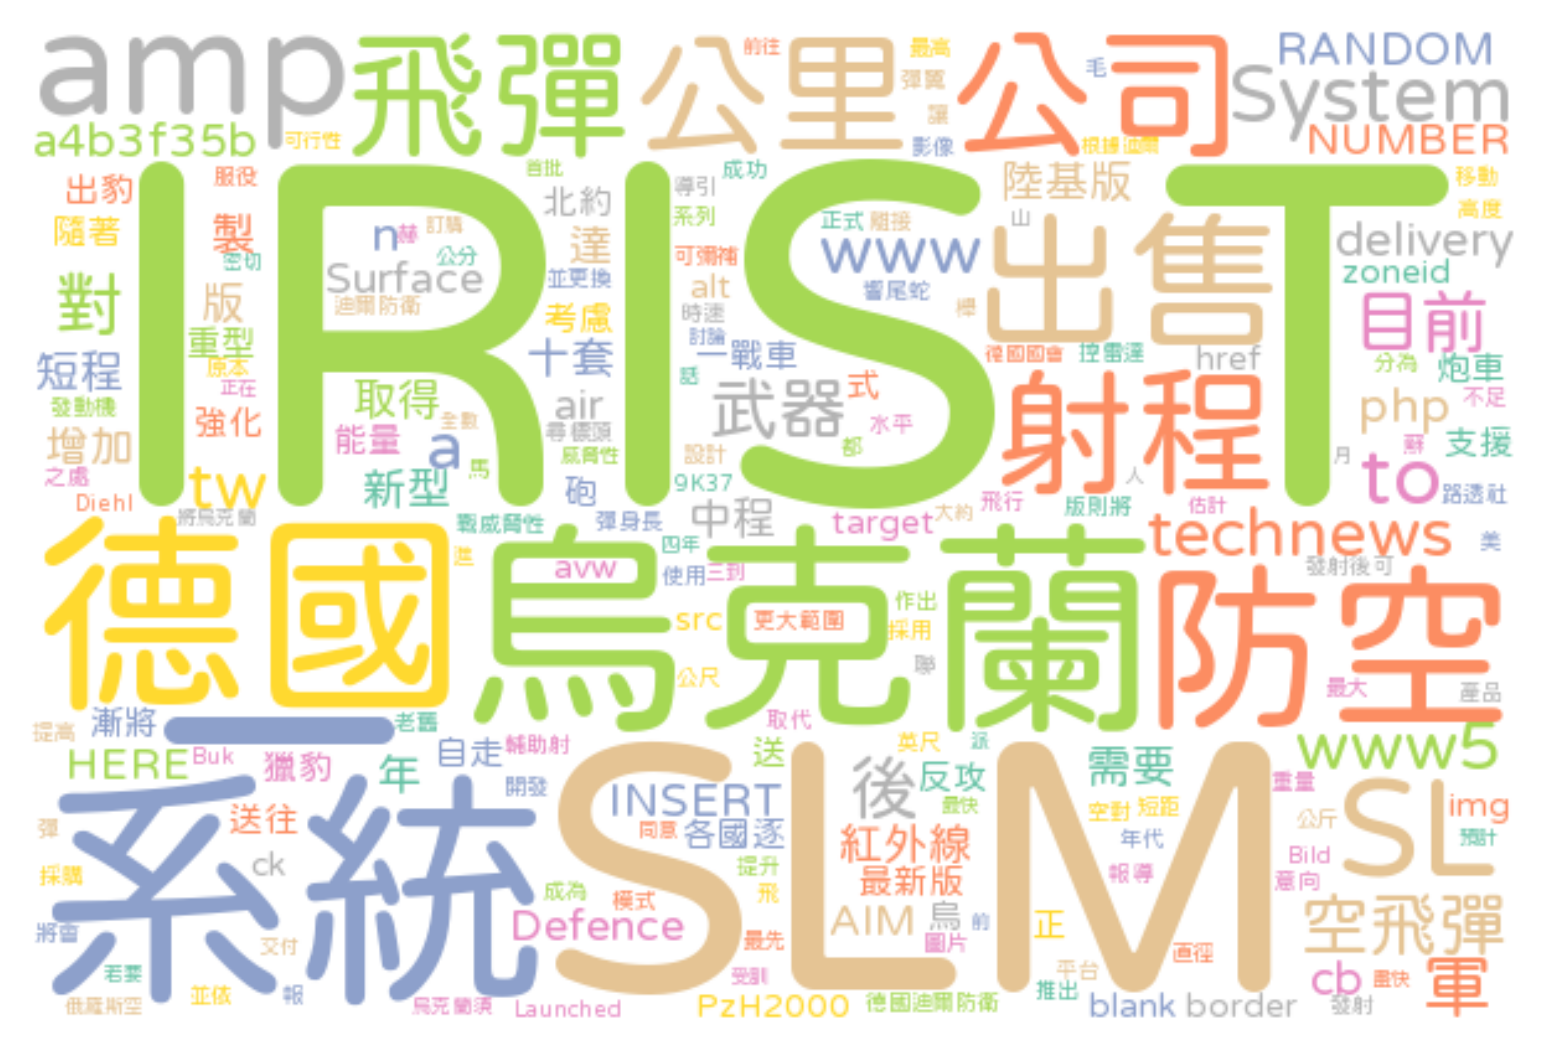 amp 飛彈 公里 前往 最高 彈翼 讓 公司 毛 RANDOM
System
a4b3f35b 可行性 影像 根據迪爾 NUMBER
出豹 服役 首批 成功 陸基版 移動
IRIS T
北約 導引 系列 正式 山 高度
隨著 製 密切 n 赫 訂購 公分 達 可彌補 www 出售 delivery
Surface 並更換 zoneid
對 版 迪爾防衛 考慮 alt 響尾蛇 目前
重型 時速 討論
短程 原本 正在 十套 一戰車 德國國會 控雷達 href 分為 炮車
話 武器 式 射程
發動機 強化 取得 全數 air php 不足
增加 能量 a 尋標頭 水平 蘇 支援
之處 馬 威脅性 設計 都 月
tw 新型 砲 9K37 人 to 路透社
Diehl 將烏克蘭 戰威脅性 彈身長 中程 target 大約 飛行 版則將 估計
technews 美
德國 進 烏克蘭 四年 防空 發射後可
avw 使用 三到
src 更大範圍 作出 採用
聯
公尺 最大 產品
提高 漸將 老舊 取代
HERE Buk 獵豹 年 自走 輔助射 送 英尺 派 需要 www5
系統 SLM 開發 後 反攻 重量 SL
INSERT 最快 空對 短距 img
彈 送往 同意 各國逐 紅外線 年代 公斤 預計
採購 ck 提升 最新版 報導 Bild
成為 模式 飛 意向
將會 交付 Defence 最先 AIM 烏 前 圖片 正 直徑 空飛彈
若要 受訓 平台 cb 盡快 軍
俄羅斯空 並依 報 烏克蘭須 Launched PzH2000 德國迪爾防衛 推出 blank border 發射